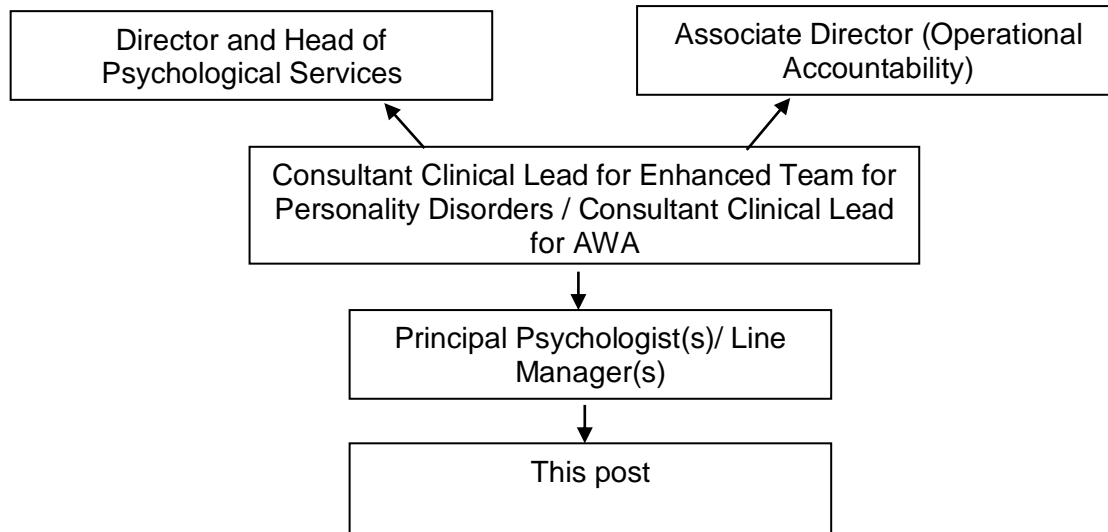 Director and Head of
Psychological Services
Associate Director (Operational
Accountability)
Consultant Clinical Lead for Enhanced Team for
Personality Disorders / Consultant Clinical Lead
for AWA
Principal Psychologist(s)/ Line
Manager(s)
This post